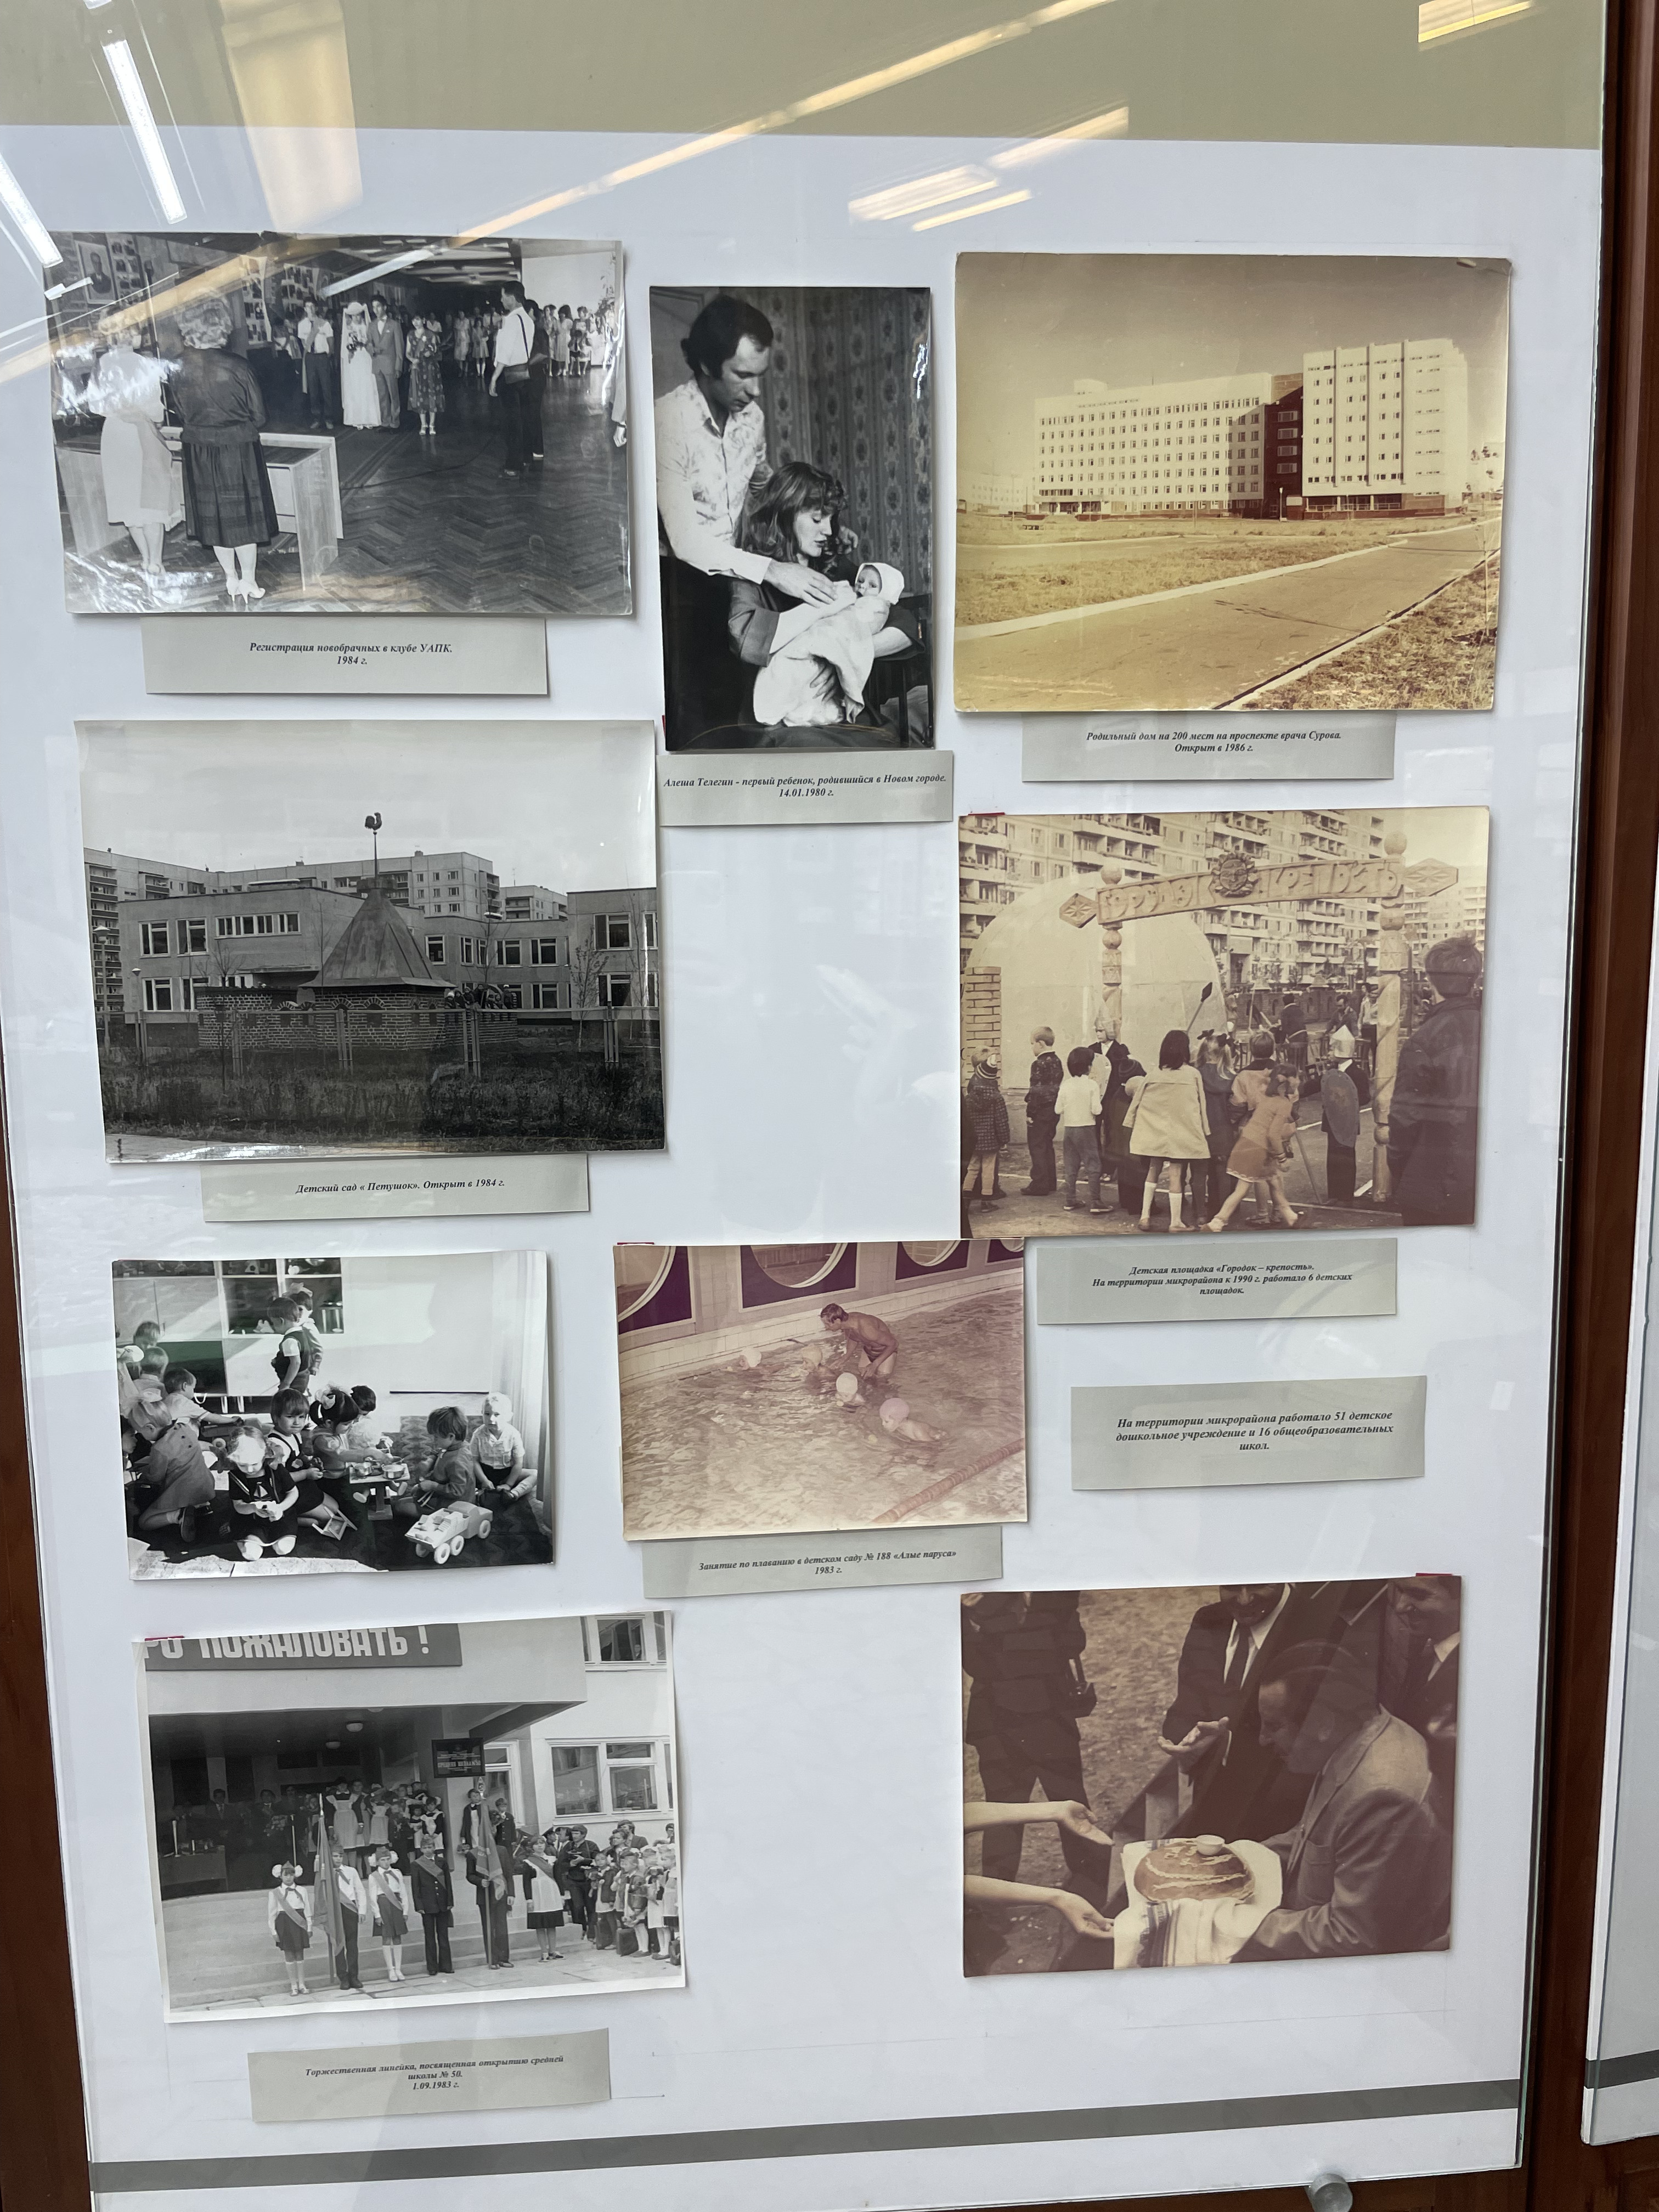 Регистрация новобрачных в клубе УАПК.
1984 г.
Алеша Телегин - первый ребенок, родившийся в Новом городе.
14.01.1980 г.
Родильный дом на 200 мест на проспекте врача Сурова.
Открыт в 1986 г.
Детский сад « Петушок». Открыт в 1984 г.
ГОРОДОК КРЕПОСТЬ
Детская площадка «Городок – крепость».
На территории микрорайона к 1990 г. работало 6 детских
площадок.
На территории микрорайона работало 51 детское
дошкольное учреждение и 16 общеобразовательных
школ.
Занятие по плаванию в детском саду № 188 «Алые паруса»
1983 г.
РО ПОЖАЛОВАТЬ !
Торжественная линейка, посвященная открытию средней
школы № 50.
1.09.1983 г.